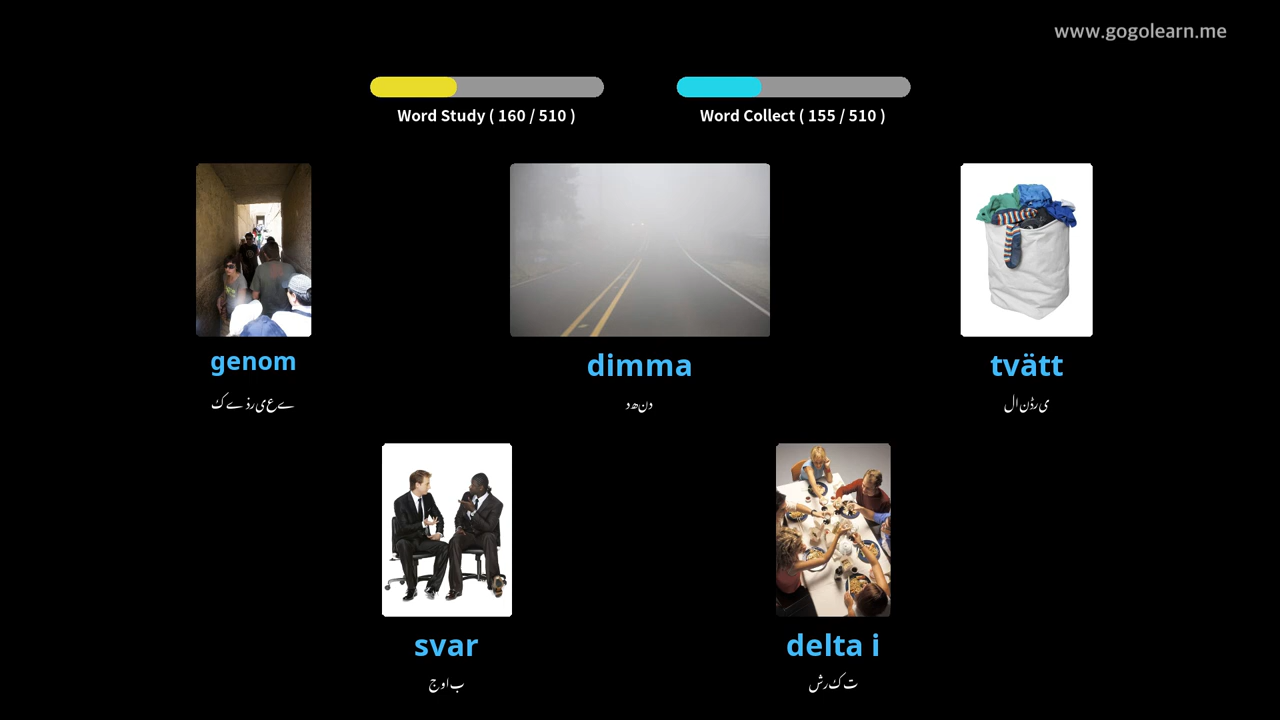 www.gogolearn.me
Word Study ( 160 / 510 )
Word Collect ( 155 / 510 )
genom
dimma
tvätt
کے ذریعے
دھند
لانڈری
svar
delta i
جواب
شرکت